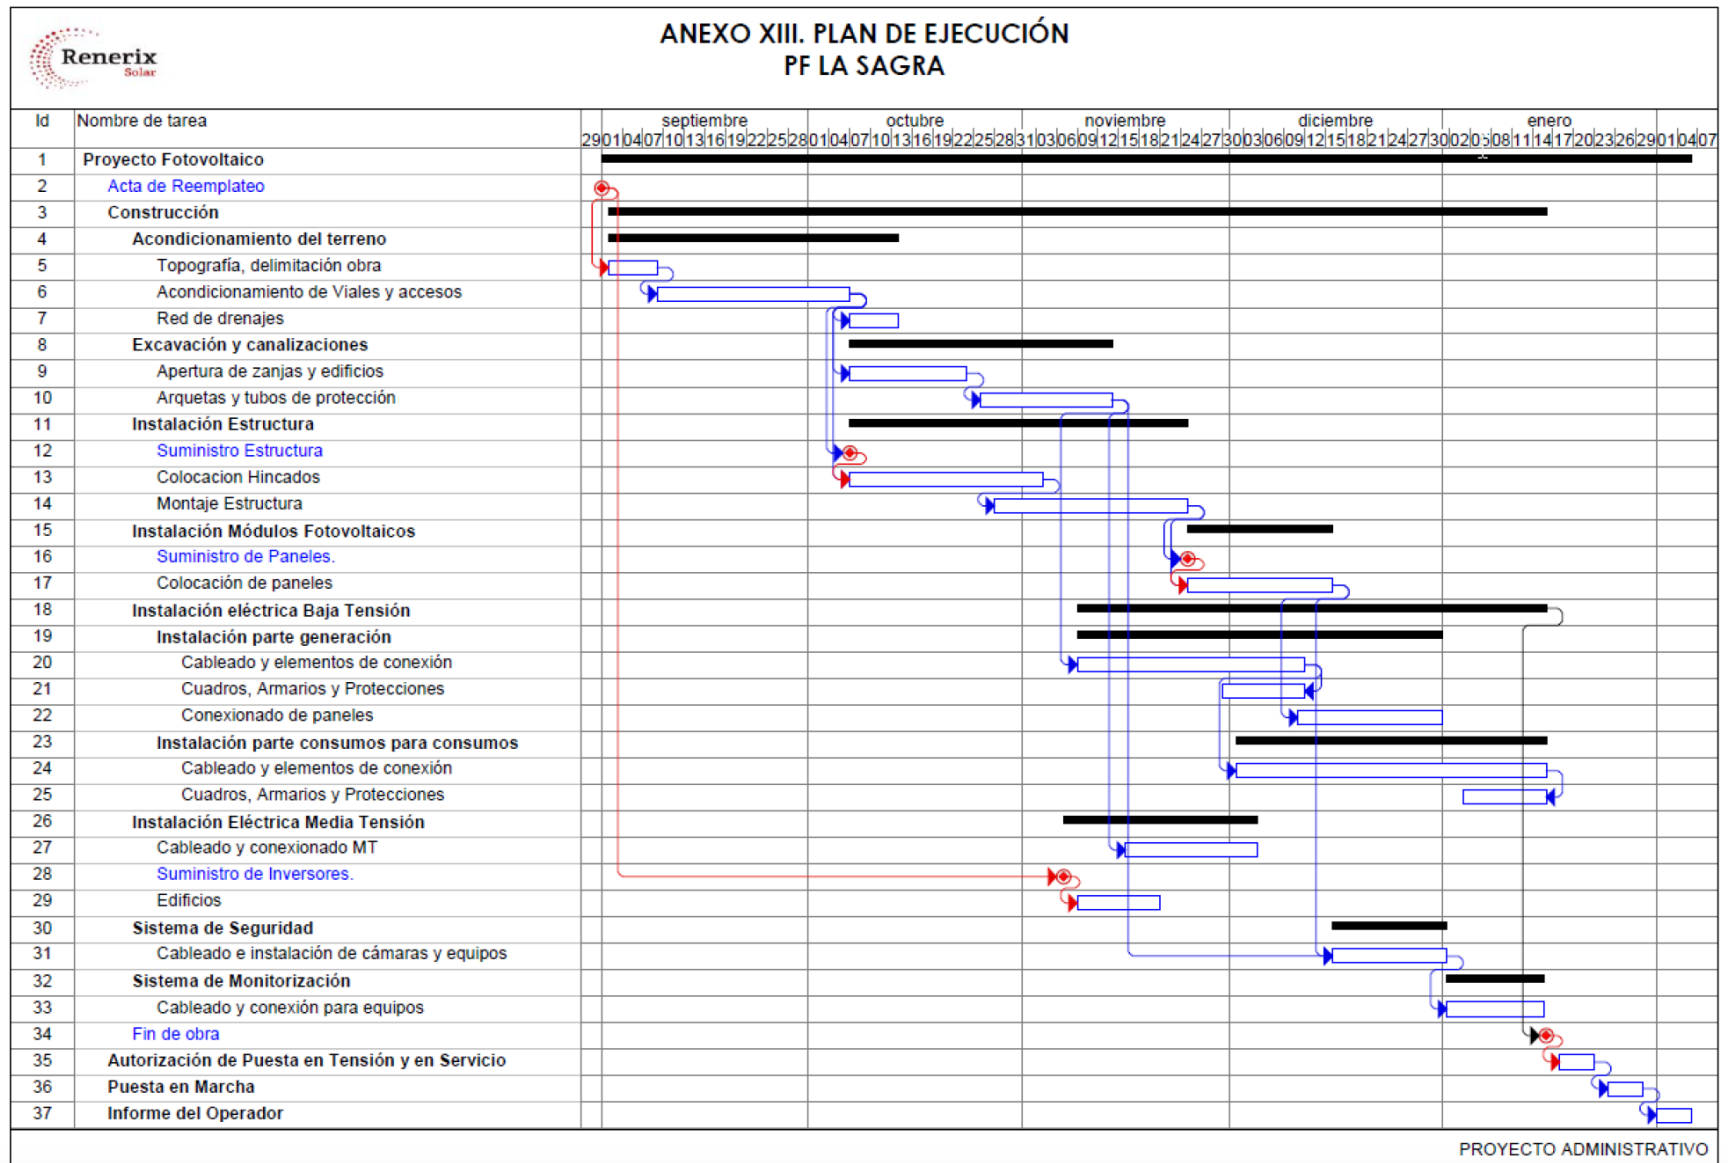 ANEXO XIII. PLAN DE EJECUCIÓN
PF LA SAGRA
Renerix
Solar
Id Nombre de tarea septiembre octubre noviembre diciembre enero
29 01 04 07 10 13 16 19 22 25 28 01 04 07 10 13 16 19 22 25 28 31 03 06 09 12 15 18 21 24 27 30 03 06 09 12 15 18 21 24 27 30 02 05 08 11 14 17 20 23 26 29 01 04 07
1 Proyecto Fotovoltaico
2 Acta de Reemplateo
3 Construcción
4 Acondicionamiento del terreno
5 Topografía, delimitación obra
6 Acondicionamiento de Viales y accesos
7 Red de drenajes
8 Excavación y canalizaciones
9 Apertura de zanjas y edificios
10 Arquetas y tubos de protección
11 Instalación Estructura
12 Suministro Estructura
13 Colocacion Hincados
14 Montaje Estructura
15 Instalación Módulos Fotovoltaicos
16 Suministro de Paneles.
17 Colocación de paneles
18 Instalación eléctrica Baja Tensión
19 Instalación parte generación
20 Cableado y elementos de conexión
21 Cuadros, Armarios y Protecciones
22 Conexionado de paneles
23 Instalación parte consumos para consumos
24 Cableado y elementos de conexión
25 Cuadros, Armarios y Protecciones
26 Instalación Eléctrica Media Tensión
27 Cableado y conexionado MT
28 Suministro de Inversores.
29 Edificios
30 Sistema de Seguridad
31 Cableado e instalación de cámaras y equipos
32 Sistema de Monitorización
33 Cableado y conexión para equipos
34 Fin de obra
35 Autorización de Puesta en Tensión y en Servicio
36 Puesta en Marcha
37 Informe del Operador
PROYECTO ADMINISTRATIVO